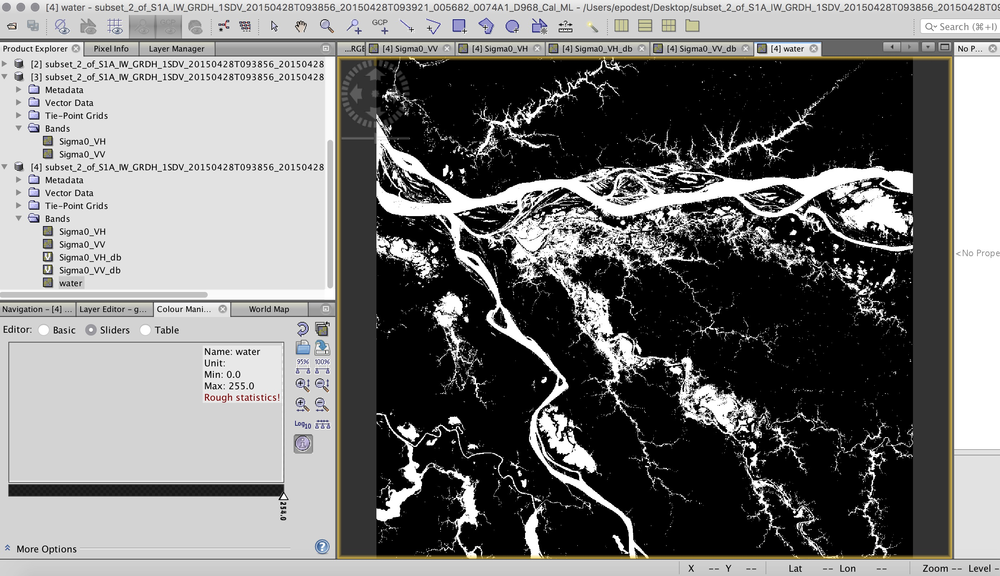 [4] water - subset_2_of_S1A_IW_GRDH_1SDV_20150428T093856_20150428T093921_005682_0074A1_D968_Cal_ML - /Users/epodest/Desktop/subset_2_of_S1A_IW_GRDH_1SDV_20150428T093856_20150428T09
GCP GCP Search (⌘+I)
Product Explorer Pixel Info Layer Manager
...RGB [4] Sigma0_VV [4] Sigma0_VH [4] Sigma0_VH_db [4] Sigma0_VV_db [4] water No P...
[2] subset_2_of_S1A_IW_GRDH_1SDV_20150428T093856_20150428
[3] subset_2_of_S1A_IW_GRDH_1SDV_20150428T093856_20150428
Metadata
Vector Data
Tie-Point Grids
Bands
Sigma0_VH
Sigma0_VV
[4] subset_2_of_S1A_IW_GRDH_1SDV_20150428T093856_20150428
Metadata
Vector Data
Tie-Point Grids
Bands
Sigma0_VH
Sigma0_VV
Sigma0_VH_db
Sigma0_VV_db
water
<No Prope
Navigation - [4] ... Layer Editor - g... Colour Mani... World Map
Editor: Basic Sliders Table
Name: water
Unit:
Min: 0.0
Max: 255.0
Rough statistics!
95% 100%
Log10
More Options
X -- Y -- Lat -- Lon -- Zoom -- Level -